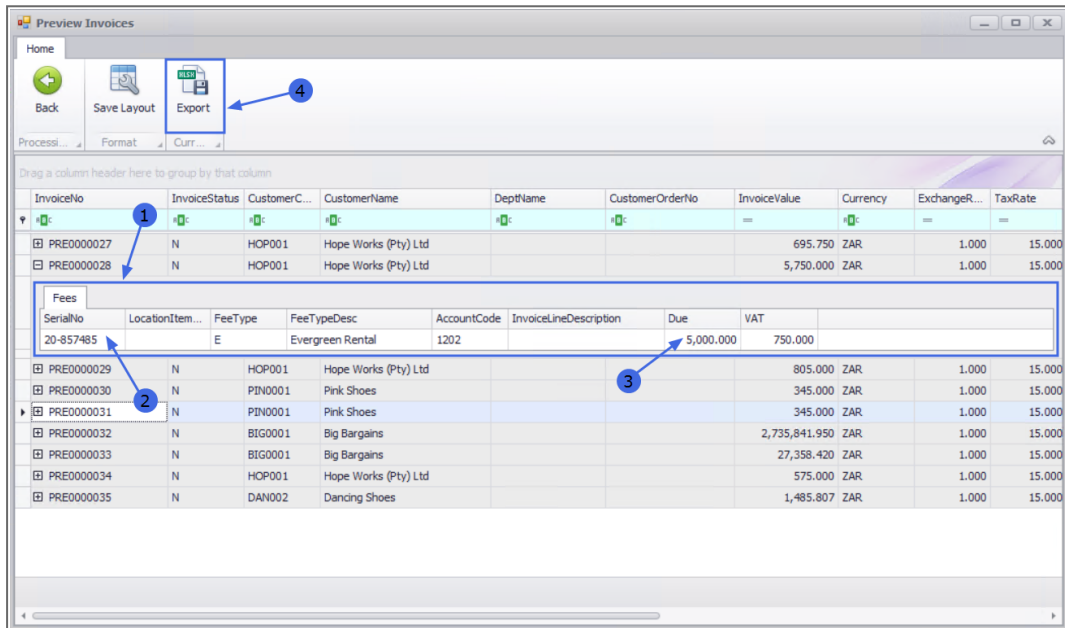 Preview Invoices
Home
Back Save Layout Export
4
Processi... Format Curr...
Drag a column header here to group by that column
InvoiceNo InvoiceStatus CustomerC... CustomerName DeptName CustomerOrderNo InvoiceValue Currency ExchangeR... TaxRate
1
PRE0000027 N HOP001 Hope Works (Pty) Ltd 695.750 ZAR 1.000 15.000
PRE0000028 N HOP001 Hope Works (Pty) Ltd 5,750.000 ZAR 1.000 15.000
Fees
SerialNo LocationItem... FeeType FeeTypeDesc AccountCode InvoiceLineDescription Due VAT
20-857485 E Evergreen Rental 1202 5,000.000 750.000
PRE0000029 N HOP001 Hope Works (Pty) Ltd 805.000 ZAR 1.000 15.000
3
PRE0000030 N PIN0001 Pink Shoes 345.000 ZAR 1.000 15.000
2
PRE0000031 N PIN0001 Pink Shoes 345.000 ZAR 1.000 15.000
PRE0000032 N BIG0001 Big Bargains 2,735,841.950 ZAR 1.000 15.000
PRE0000033 N BIG0001 Big Bargains 27,358.420 ZAR 1.000 15.000
PRE0000034 N HOP001 Hope Works (Pty) Ltd 575.000 ZAR 1.000 15.000
PRE0000035 N DAN002 Dancing Shoes 1,485.807 ZAR 1.000 15.000